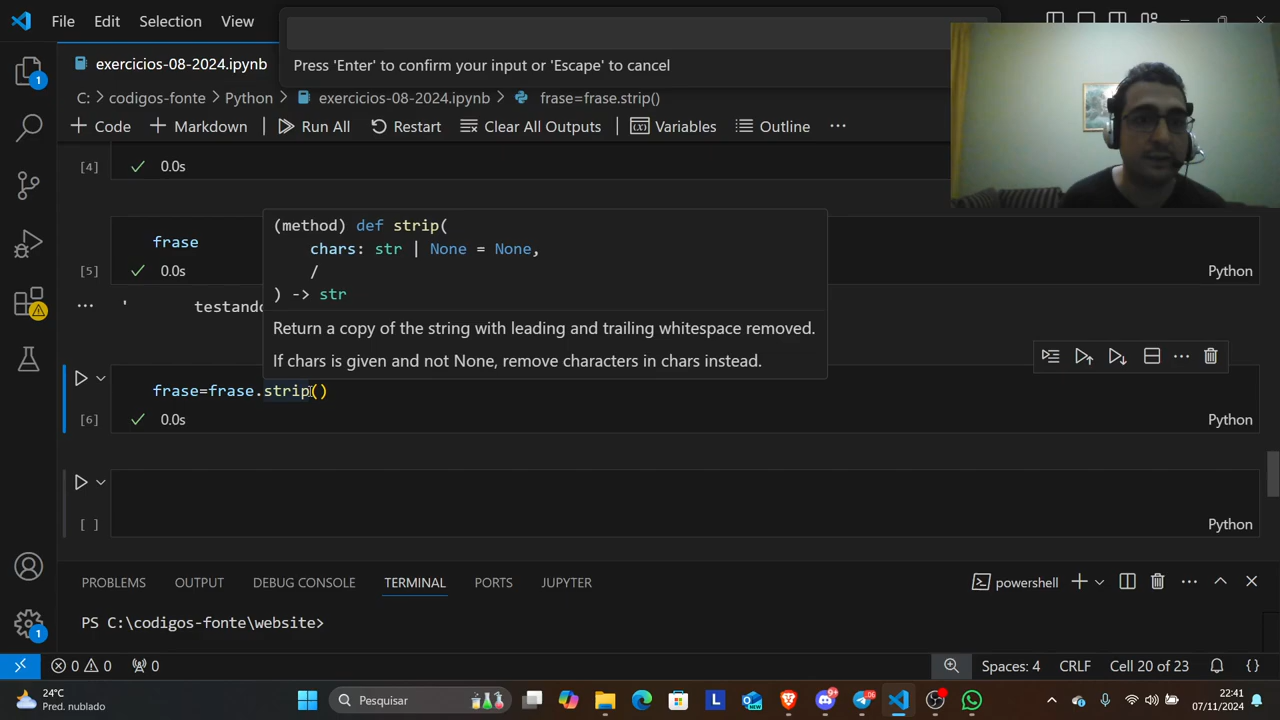 File Edit Selection View
Press 'Enter' to confirm your input or 'Escape' to cancel
exercicios-08-2024.ipynb
C: > codigos-fonte > Python > exercicios-08-2024.ipynb > frase=frase.strip()
+ Code + Markdown Run All Restart Clear All Outputs Variables Outline ...
[4] 0.0s
frase
[5] 0.0s
Python
... ' testando
(method) def strip(
chars: str | None = None,
/
) -> str
Return a copy of the string with leading and trailing whitespace removed.
If chars is given and not None, remove characters in chars instead.
frase=frase.strip()
[6] 0.0s
Python
[ ]
Python
PROBLEMS OUTPUT DEBUG CONSOLE TERMINAL PORTS JUPYTER
powershell
PS C:\codigos-fonte\website>
0 0 0
Spaces: 4 CRLF Cell 20 of 23 {}
24°C
Pred. nublado
Pesquisar
22:41
07/11/2024